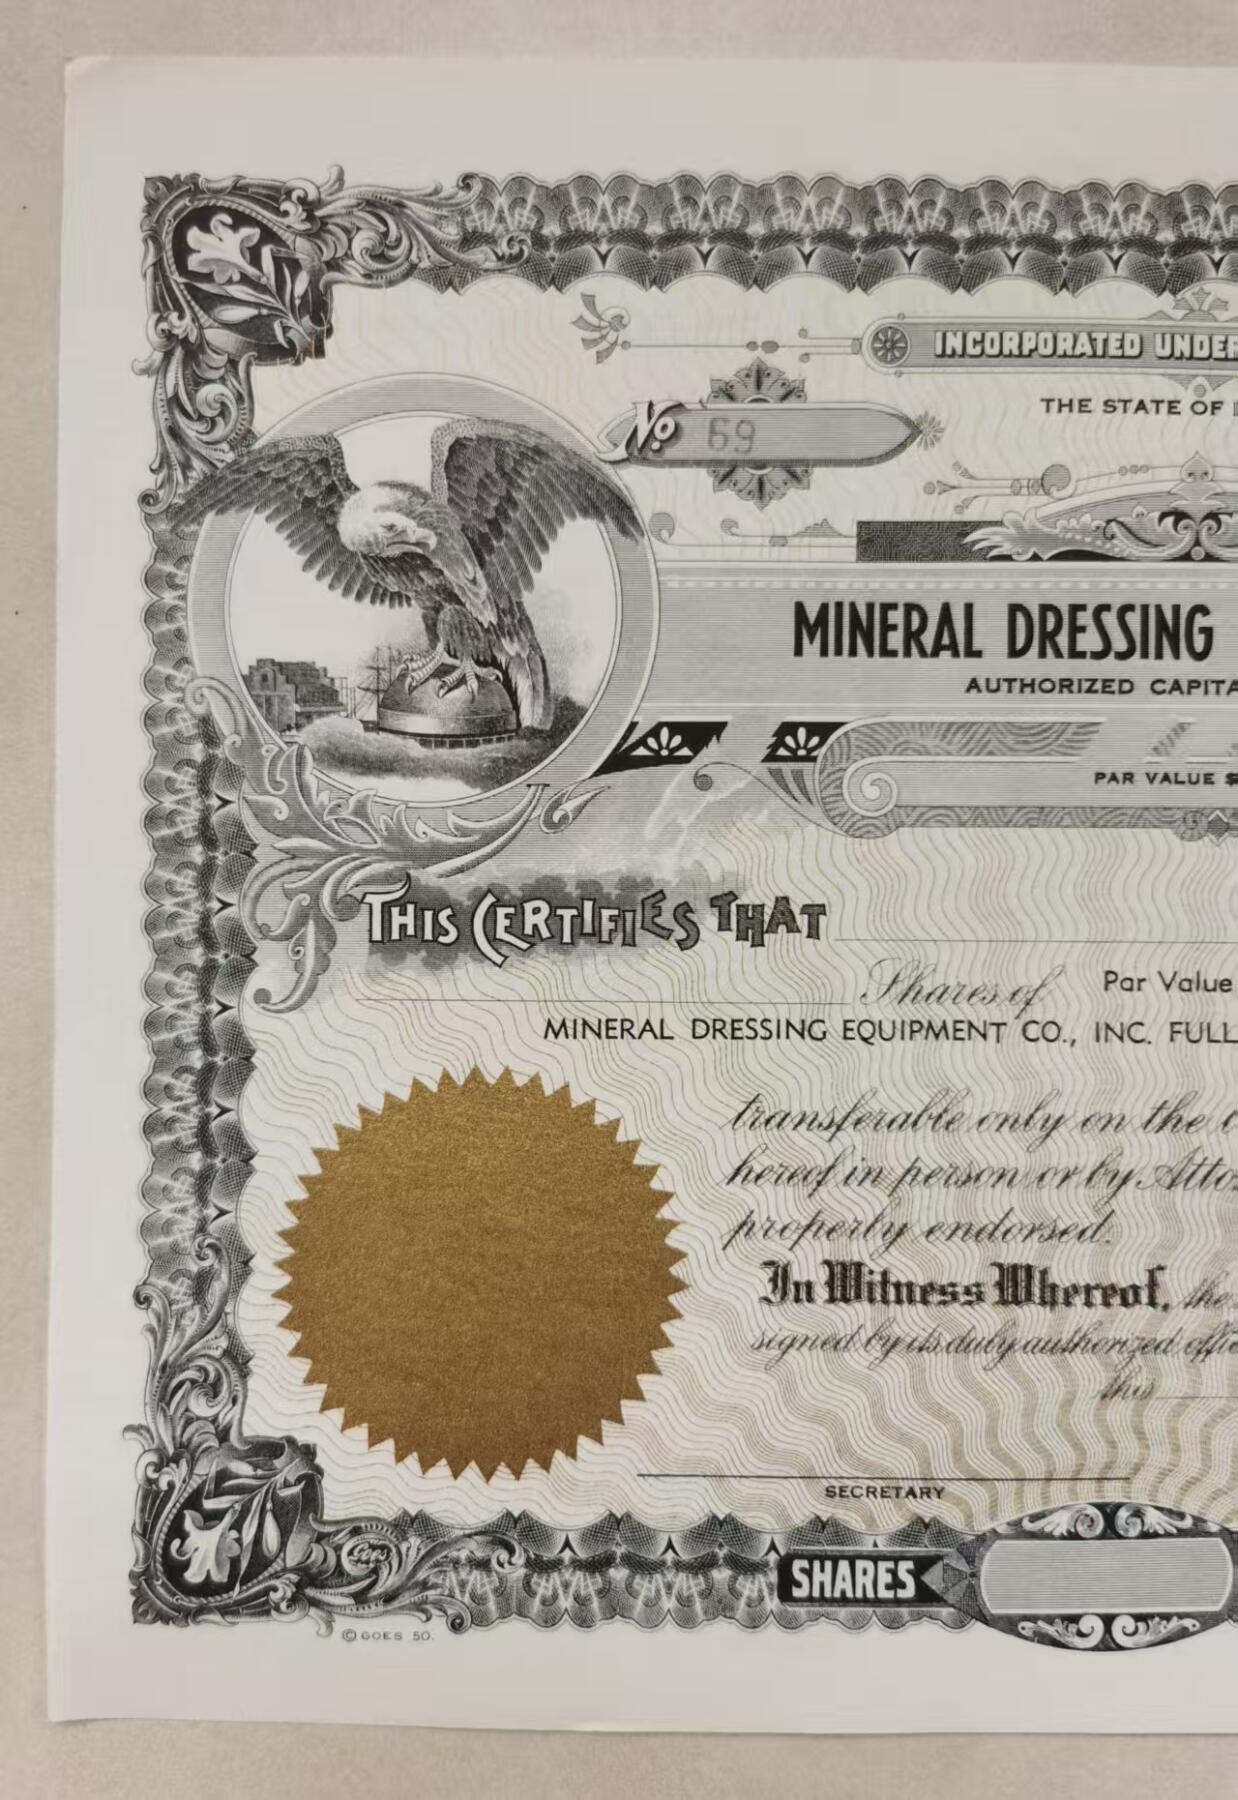 INCORPORATED UNDER
THE STATE OF
No 69
MINERAL DRESSING
AUTHORIZED CAPITA
PAR VALUE $
THIS CERTIFIES THAT
Shares of Par Value
MINERAL DRESSING EQUIPMENT CO., INC. FULL
transferable only on the
hereof in person or by Atto
properly endorsed.
In Witness Whereof, the
signed by its duly authorized offic
this
SECRETARY
SHARES
Goes
© GOES 50.